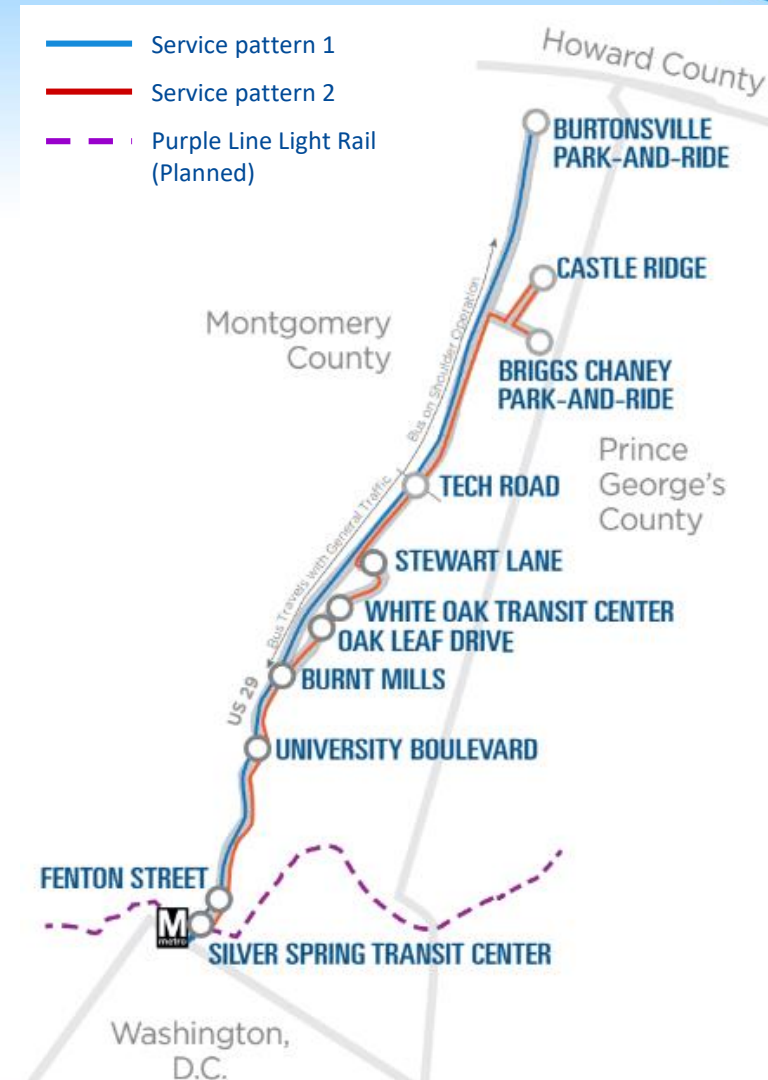 Service pattern 1
Service pattern 2
Purple Line Light Rail
(Planned)
Howard County
BURTONSVILLE
PARK-AND-RIDE
CASTLE RIDGE
Montgomery
County
Bus on Shoulder Operation
BRIGGS CHANEY
PARK-AND-RIDE
Prince
George's
County
TECH ROAD
Bus Travels with General Traffic
STEWART LANE
WHITE OAK TRANSIT CENTER
OAK LEAF DRIVE
BURNT MILLS
US 29
UNIVERSITY BOULEVARD
FENTON STREET
M
metro
SILVER SPRING TRANSIT CENTER
Washington,
D.C.